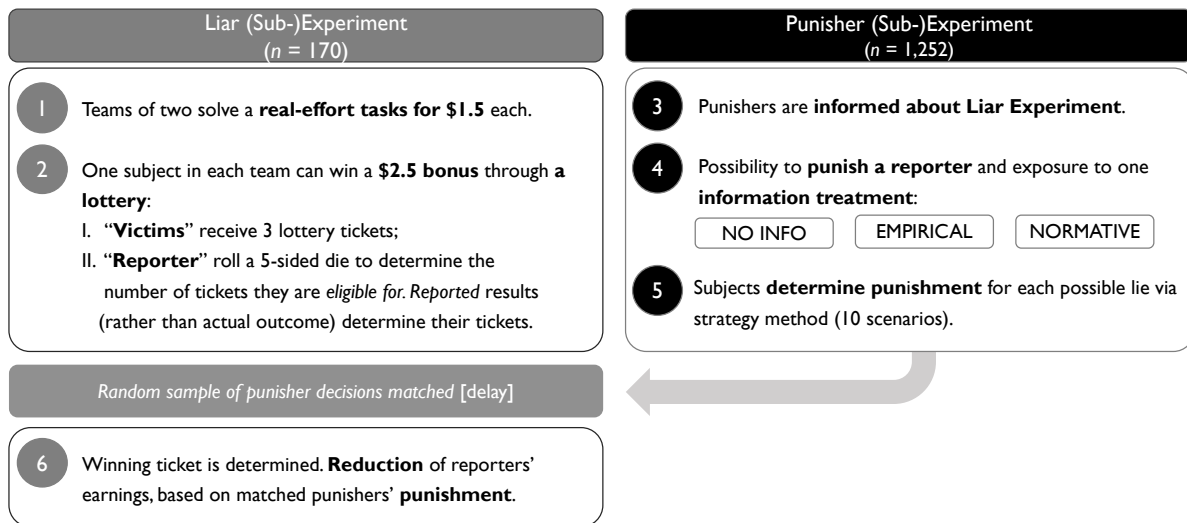 Liar (Sub-)Experiment
(n = 170)
1
Teams of two solve a real-effort tasks for $1.5 each.
2
One subject in each team can win a $2.5 bonus through a
lottery:
I. “Victims” receive 3 lottery tickets;
II. “Reporter” roll a 5-sided die to determine the
number of tickets they are eligible for. Reported results
(rather than actual outcome) determine their tickets.
Random sample of punisher decisions matched [delay]
6
Winning ticket is determined. Reduction of reporters’
earnings, based on matched punishers’ punishment.
Punisher (Sub-)Experiment
(n = 1,252)
3
Punishers are informed about Liar Experiment.
4
Possibility to punish a reporter and exposure to one
information treatment:
NO INFO EMPIRICAL NORMATIVE
5
Subjects determine punishment for each possible lie via
strategy method (10 scenarios).